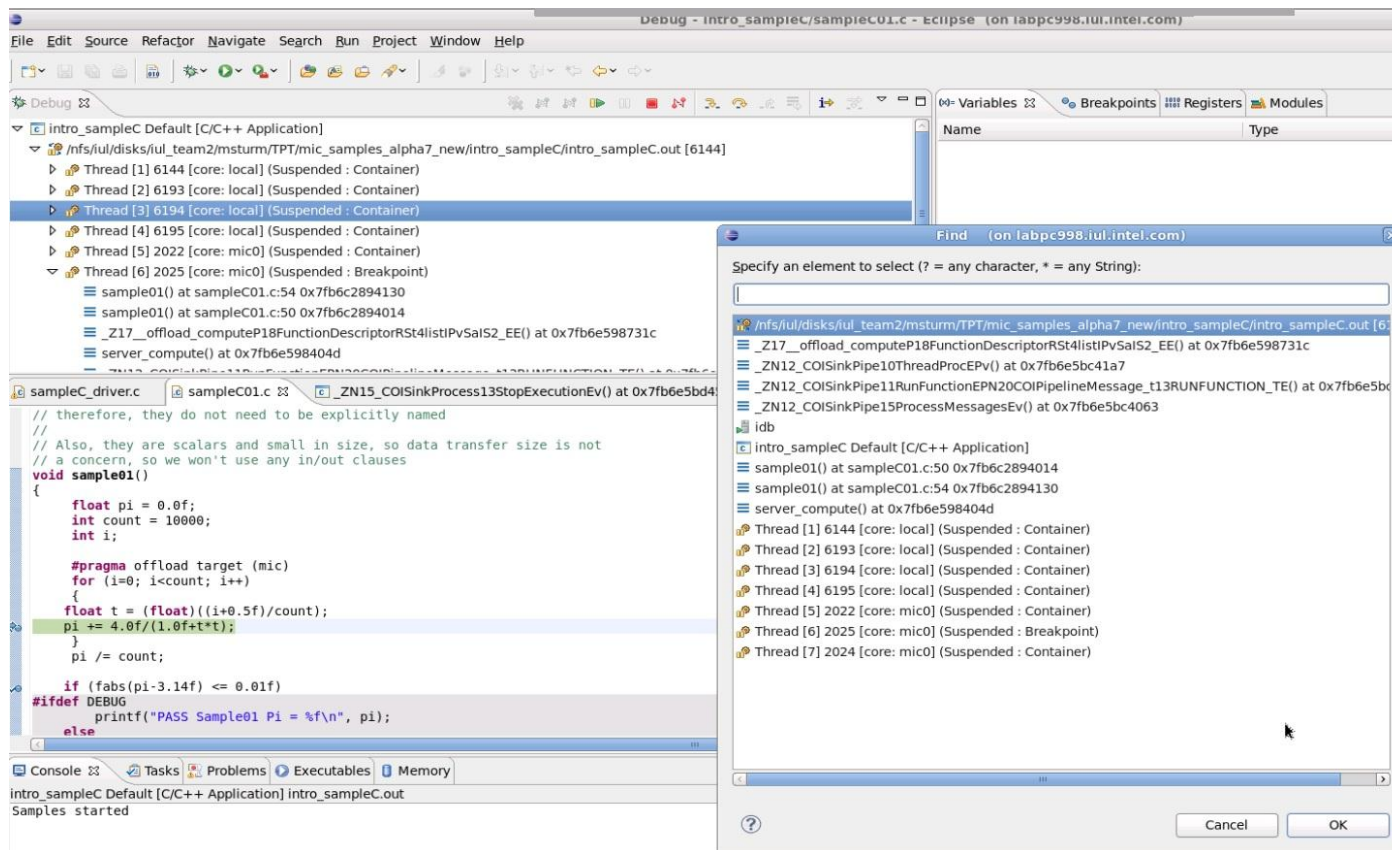 Debug - Intro_sampleC/sampleC01.c - Eclipse (on labpc998.iul.intel.com)
File Edit Source Refactor Navigate Search Run Project Window Help
Debug
intro_sampleC Default [C/C++ Application]
/nfs/iul/disks/iul_team2/msturm/TPT/mic_samples_alpha7_new/intro_sampleC/intro_sampleC.out [6144]
Thread [1] 6144 [core: local] (Suspended : Container)
Thread [2] 6193 [core: local] (Suspended : Container)
Thread [3] 6194 [core: local] (Suspended : Container)
Thread [4] 6195 [core: local] (Suspended : Container)
Thread [5] 2022 [core: mic0] (Suspended : Container)
Thread [6] 2025 [core: mic0] (Suspended : Breakpoint)
sample01() at sampleC01.c:54 0x7fb6c2894130
sample01() at sampleC01.c:50 0x7fb6c2894014
_Z17__offload_computeP18FunctionDescriptorRSt4listIPvSaIS2_EE() at 0x7fb6e598731c
server_compute() at 0x7fb6e598404d
(x)= Variables Breakpoints Registers Modules
Name Type
sampleC_driver.c sampleC01.c _ZN15_COISinkProcess13StopExecutionEv() at 0x7fb6e5bd4
// therefore, they do not need to be explicitly named
//
// Also, they are scalars and small in size, so data transfer size is not
// a concern, so we won't use any in/out clauses
void sample01()
{
float pi = 0.0f;
int count = 10000;
int i;
#pragma offload target (mic)
for (i=0; i<count; i++)
{
float t = (float)((i+0.5f)/count);
pi += 4.0f/(1.0f+t*t);
}
pi /= count;
if (fabs(pi-3.14f) <= 0.01f)
#ifdef DEBUG
printf("PASS Sample01 Pi = %f\n", pi);
else
Console Tasks Problems Executables Memory
intro_sampleC Default [C/C++ Application] intro_sampleC.out
Samples started
Find (on labpc998.iul.intel.com)
Specify an element to select (? = any character, * = any String):
/nfs/iul/disks/iul_team2/msturm/TPT/mic_samples_alpha7_new/intro_sampleC/intro_sampleC.out [61
_Z17__offload_computeP18FunctionDescriptorRSt4listIPvSaIS2_EE() at 0x7fb6e598731c
_ZN12_COISinkPipe10ThreadProcEPv() at 0x7fb6e5bc41a7
_ZN12_COISinkPipe11RunFunctionEPN20COIPipelineMessage_t13RUNFUNCTION_TE() at 0x7fb6e5bc
_ZN12_COISinkPipe15ProcessMessagesEv() at 0x7fb6e5bc4063
idb
intro_sampleC Default [C/C++ Application]
sample01() at sampleC01.c:50 0x7fb6c2894014
sample01() at sampleC01.c:54 0x7fb6c2894130
server_compute() at 0x7fb6e598404d
Thread [1] 6144 [core: local] (Suspended : Container)
Thread [2] 6193 [core: local] (Suspended : Container)
Thread [3] 6194 [core: local] (Suspended : Container)
Thread [4] 6195 [core: local] (Suspended : Container)
Thread [5] 2022 [core: mic0] (Suspended : Container)
Thread [6] 2025 [core: mic0] (Suspended : Breakpoint)
Thread [7] 2024 [core: mic0] (Suspended : Container)
Cancel OK